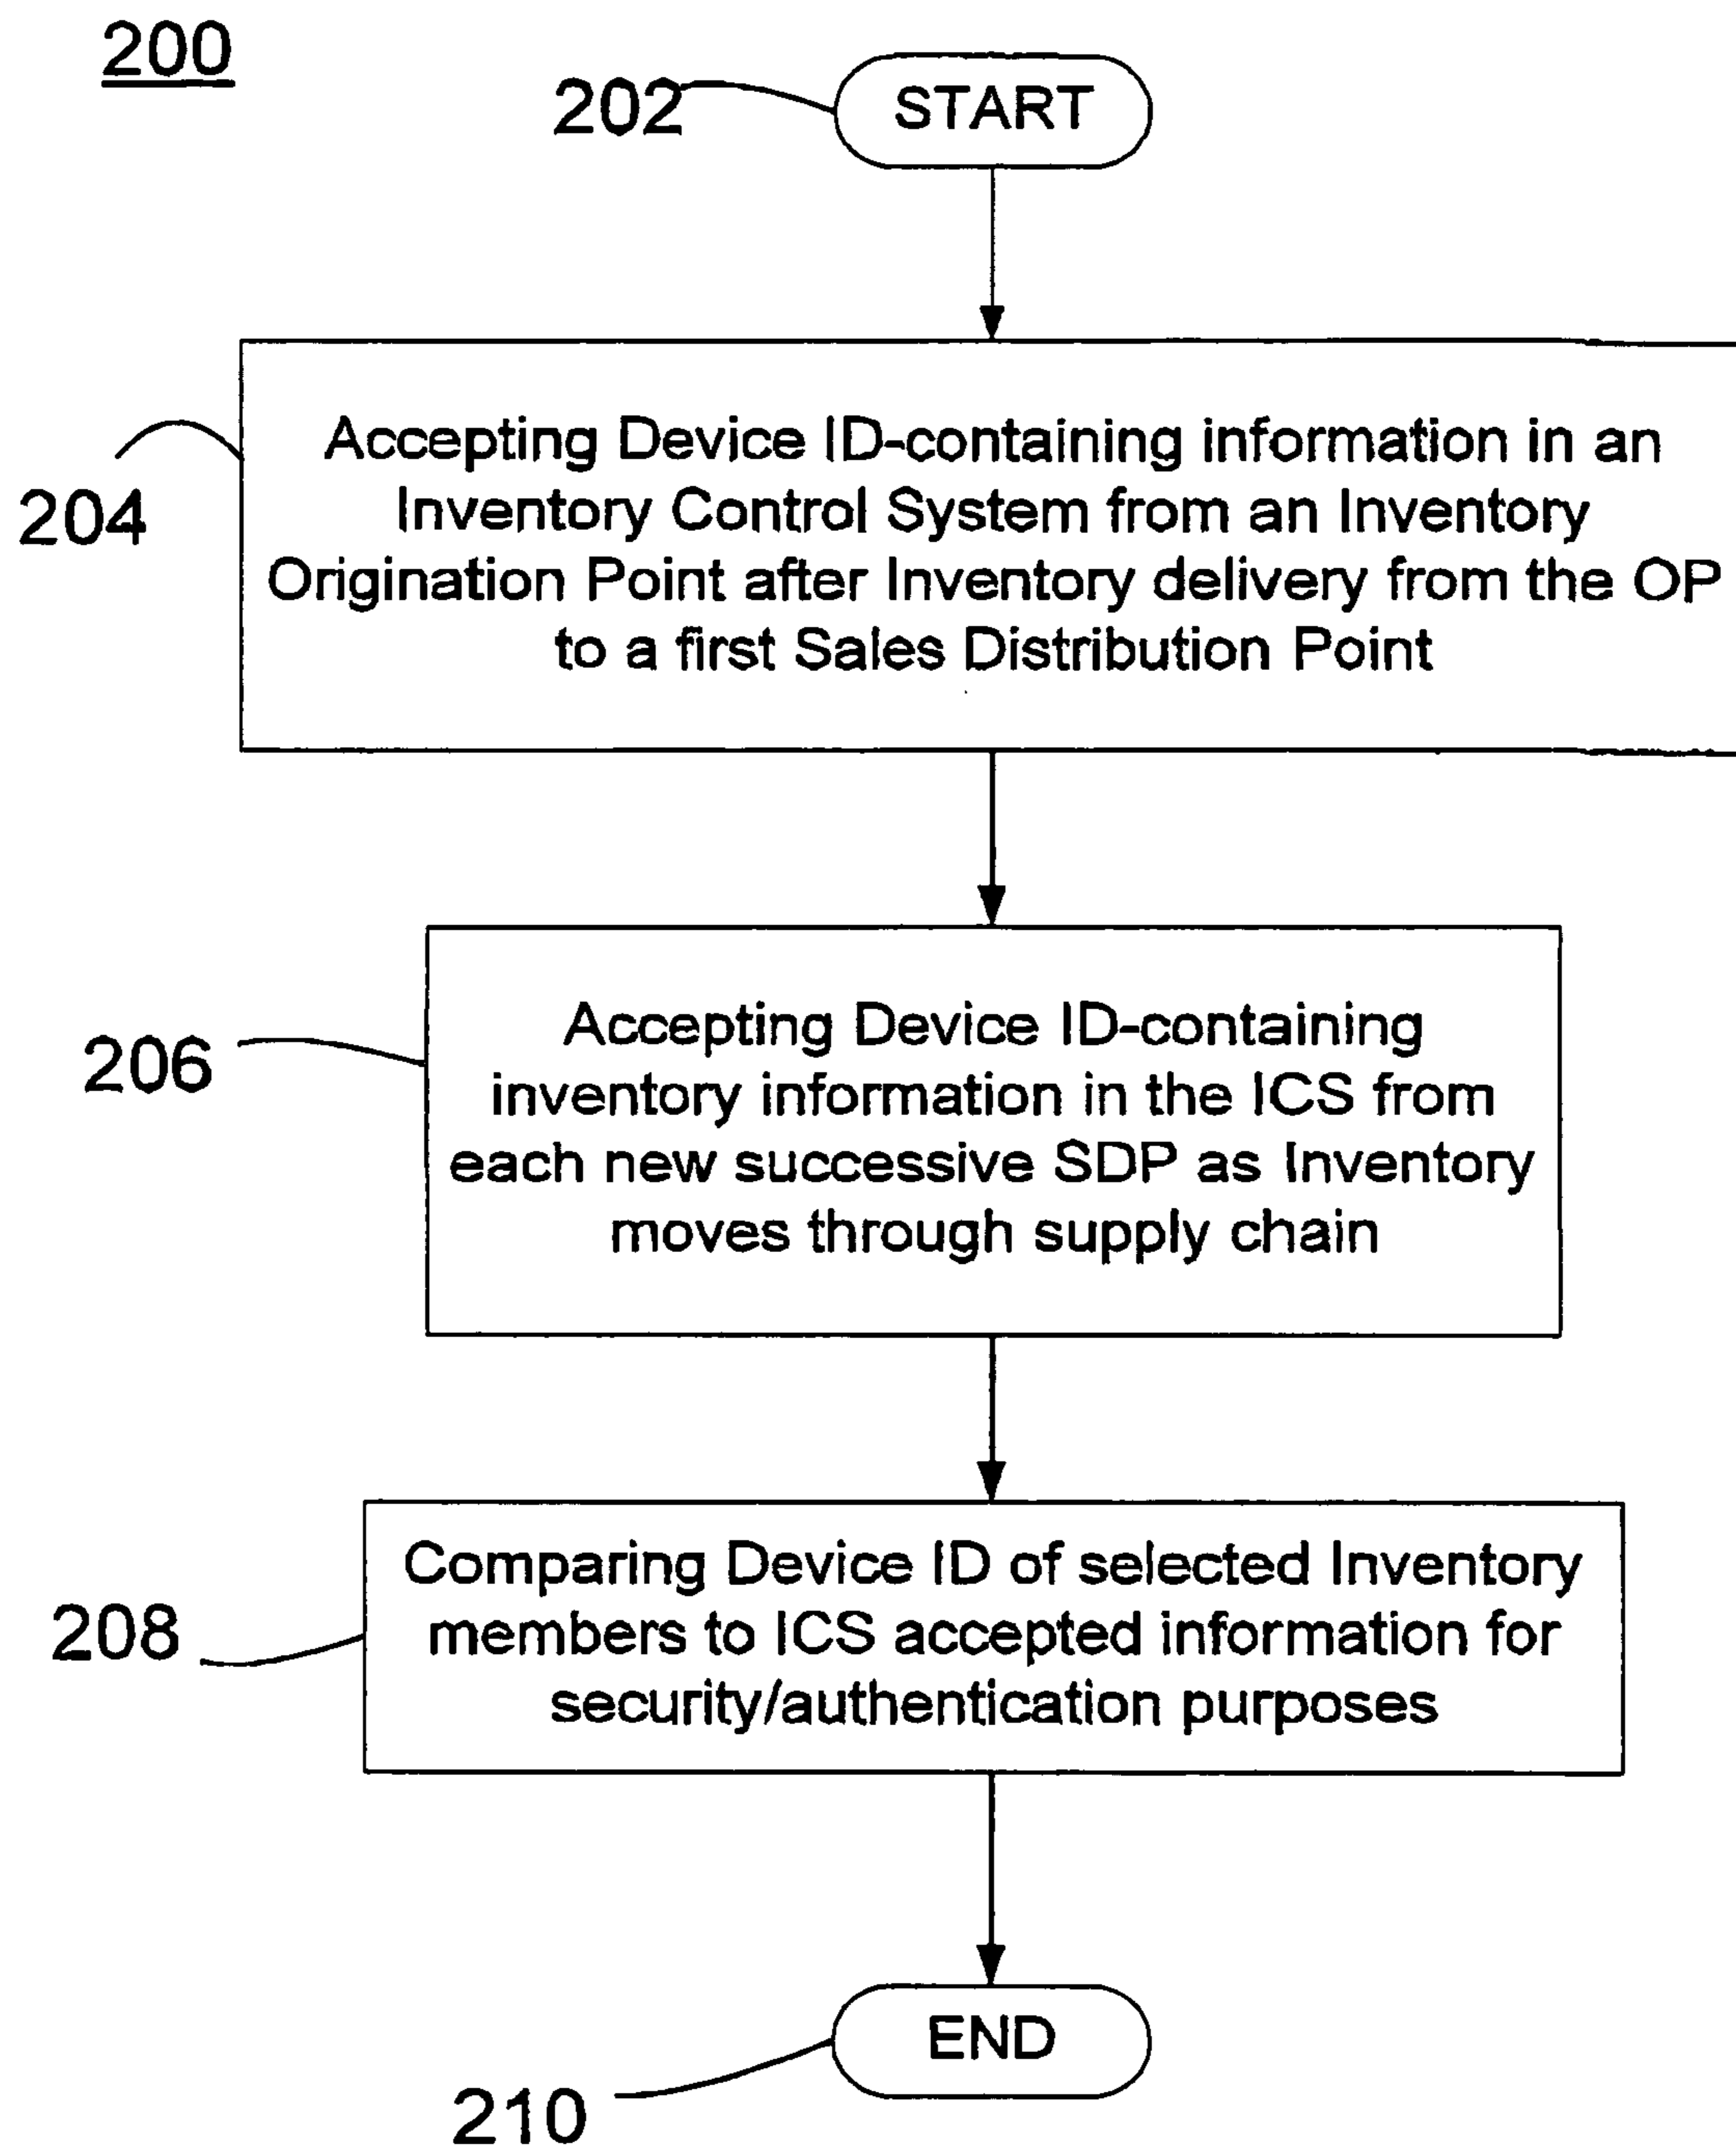 200
202
START
204
Accepting Device ID-containing information in an
Inventory Control System from an Inventory
Origination Point after Inventory delivery from the OP
to a first Sales Distribution Point
206
Accepting Device ID-containing
inventory information in the ICS from
each new successive SDP as Inventory
moves through supply chain
208
Comparing Device ID of selected Inventory
members to ICS accepted information for
security/authentication purposes
END
210